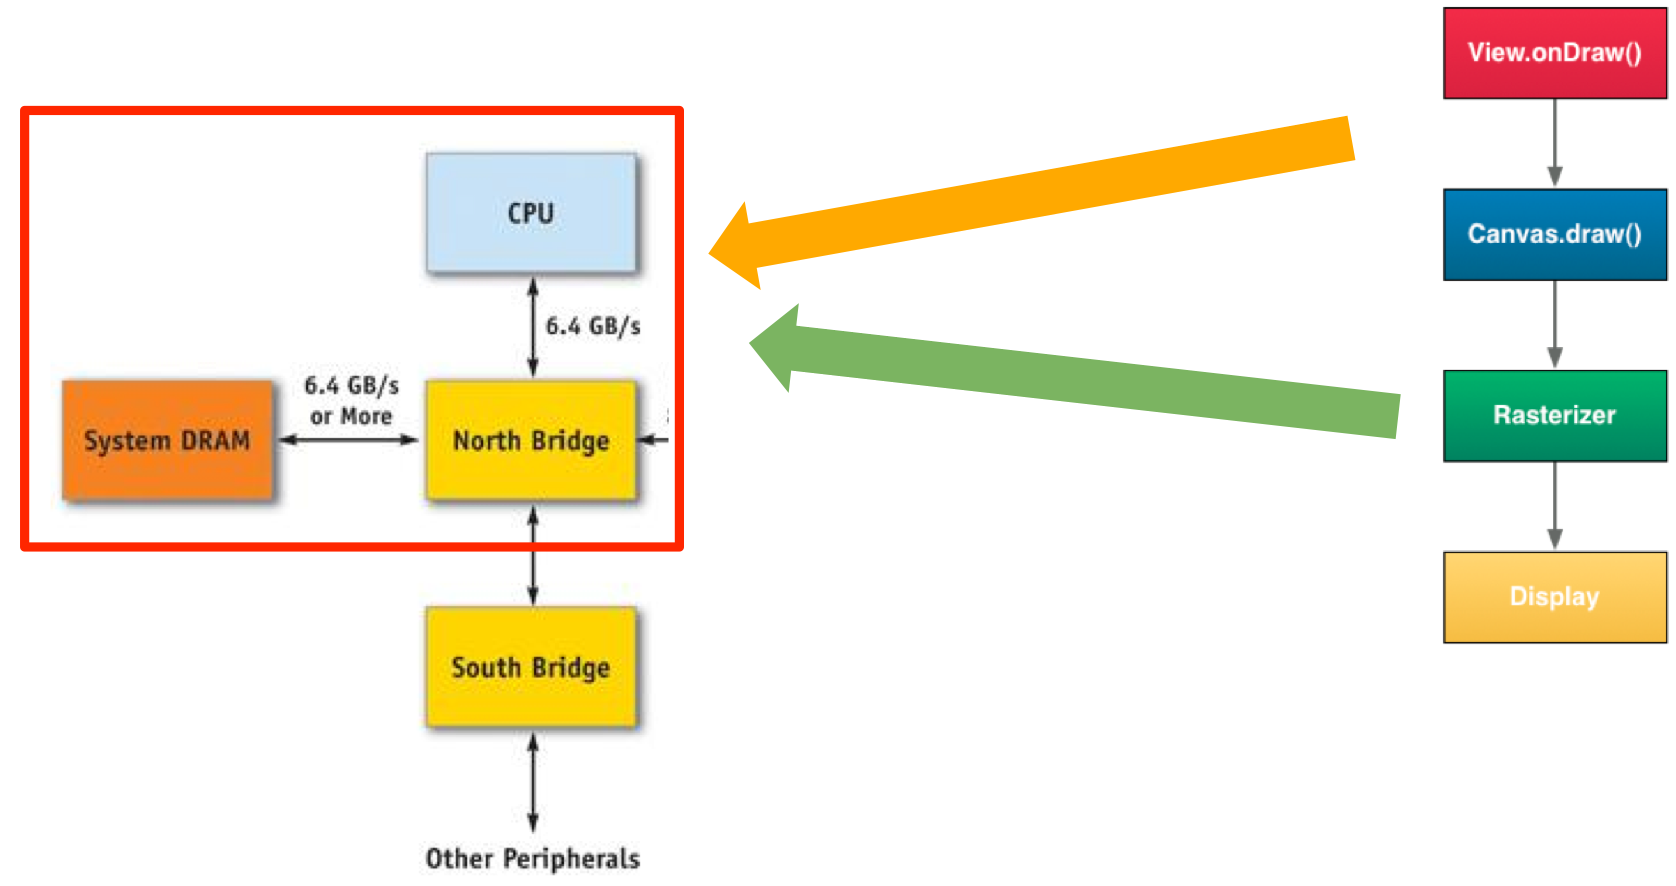 CPU
6.4 GB/s
6.4 GB/s
or More
System DRAM
North Bridge
South Bridge
Other Peripherals
View.onDraw()
Canvas.draw()
Rasterizer
Display